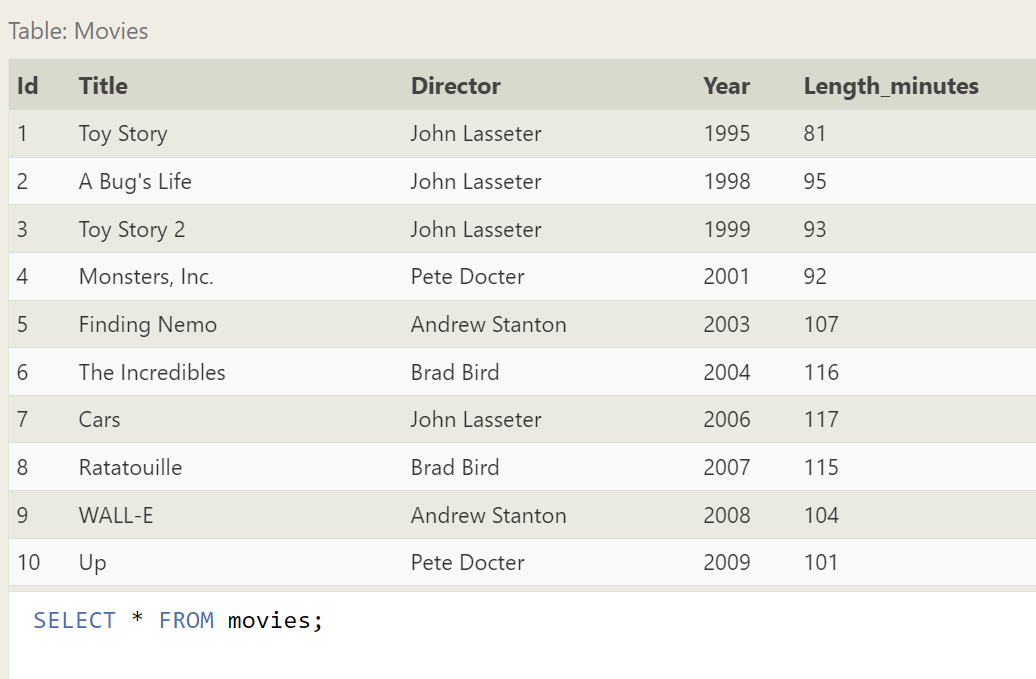 Table: Movies
Id Title Director Year Length_minutes
1 Toy Story John Lasseter 1995 81
2 A Bug's Life John Lasseter 1998 95
3 Toy Story 2 John Lasseter 1999 93
4 Monsters, Inc. Pete Docter 2001 92
5 Finding Nemo Andrew Stanton 2003 107
6 The Incredibles Brad Bird 2004 116
7 Cars John Lasseter 2006 117
8 Ratatouille Brad Bird 2007 115
9 WALL-E Andrew Stanton 2008 104
10 Up Pete Docter 2009 101
SELECT * FROM movies;